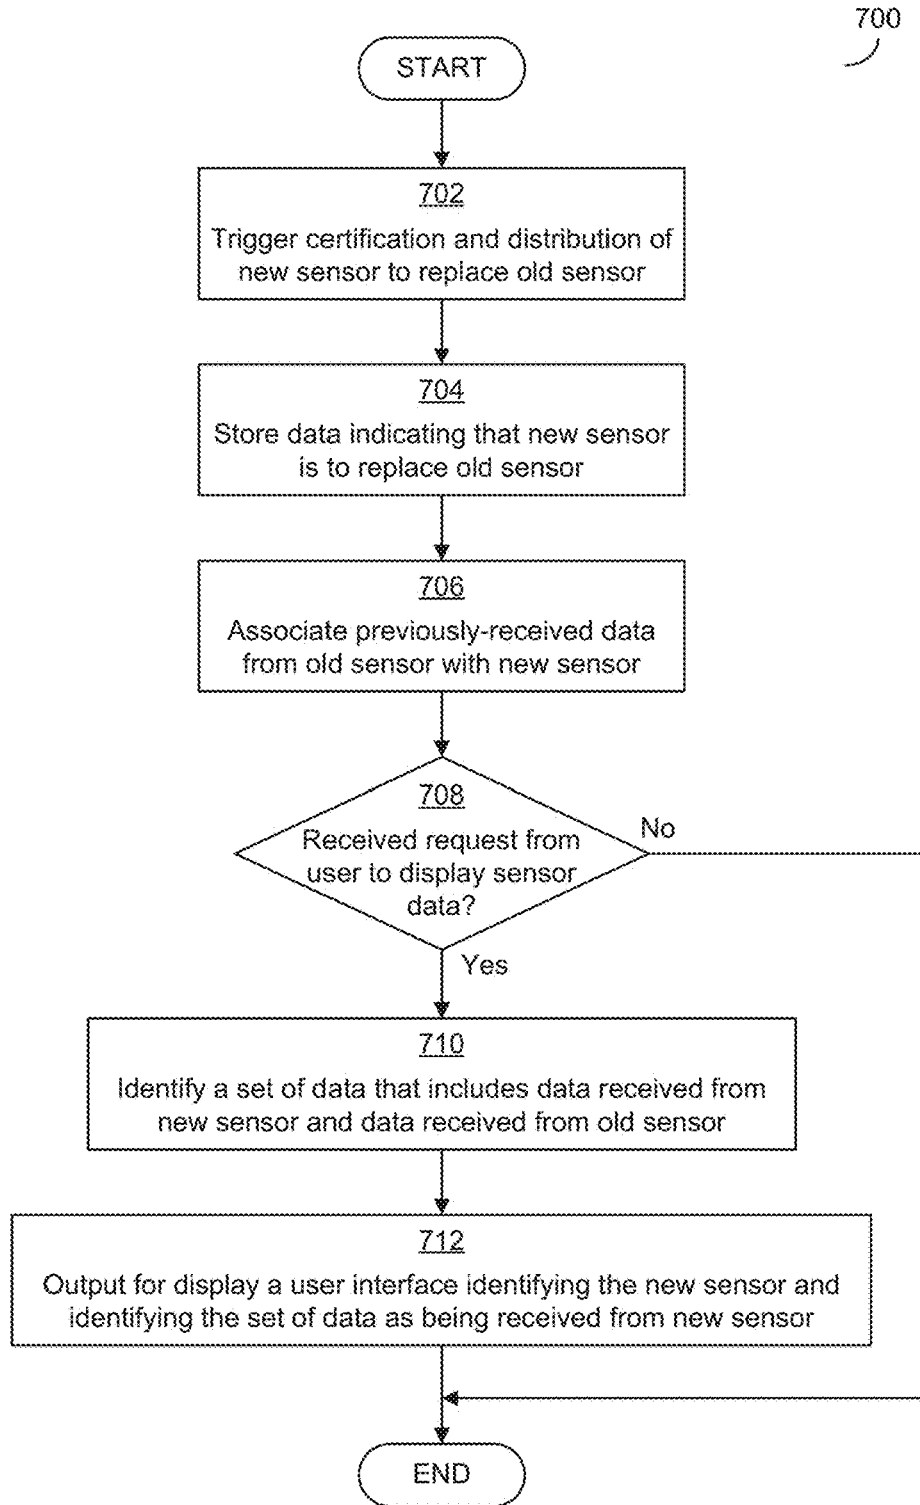 700
START
702
Trigger certification and distribution of
new sensor to replace old sensor
704
Store data indicating that new sensor
is to replace old sensor
706
Associate previously-received data
from old sensor with new sensor
708
Received request from
user to display sensor
data?
No
Yes
710
Identify a set of data that includes data received from
new sensor and data received from old sensor
712
Output for display a user interface identifying the new sensor and
identifying the set of data as being received from new sensor
END